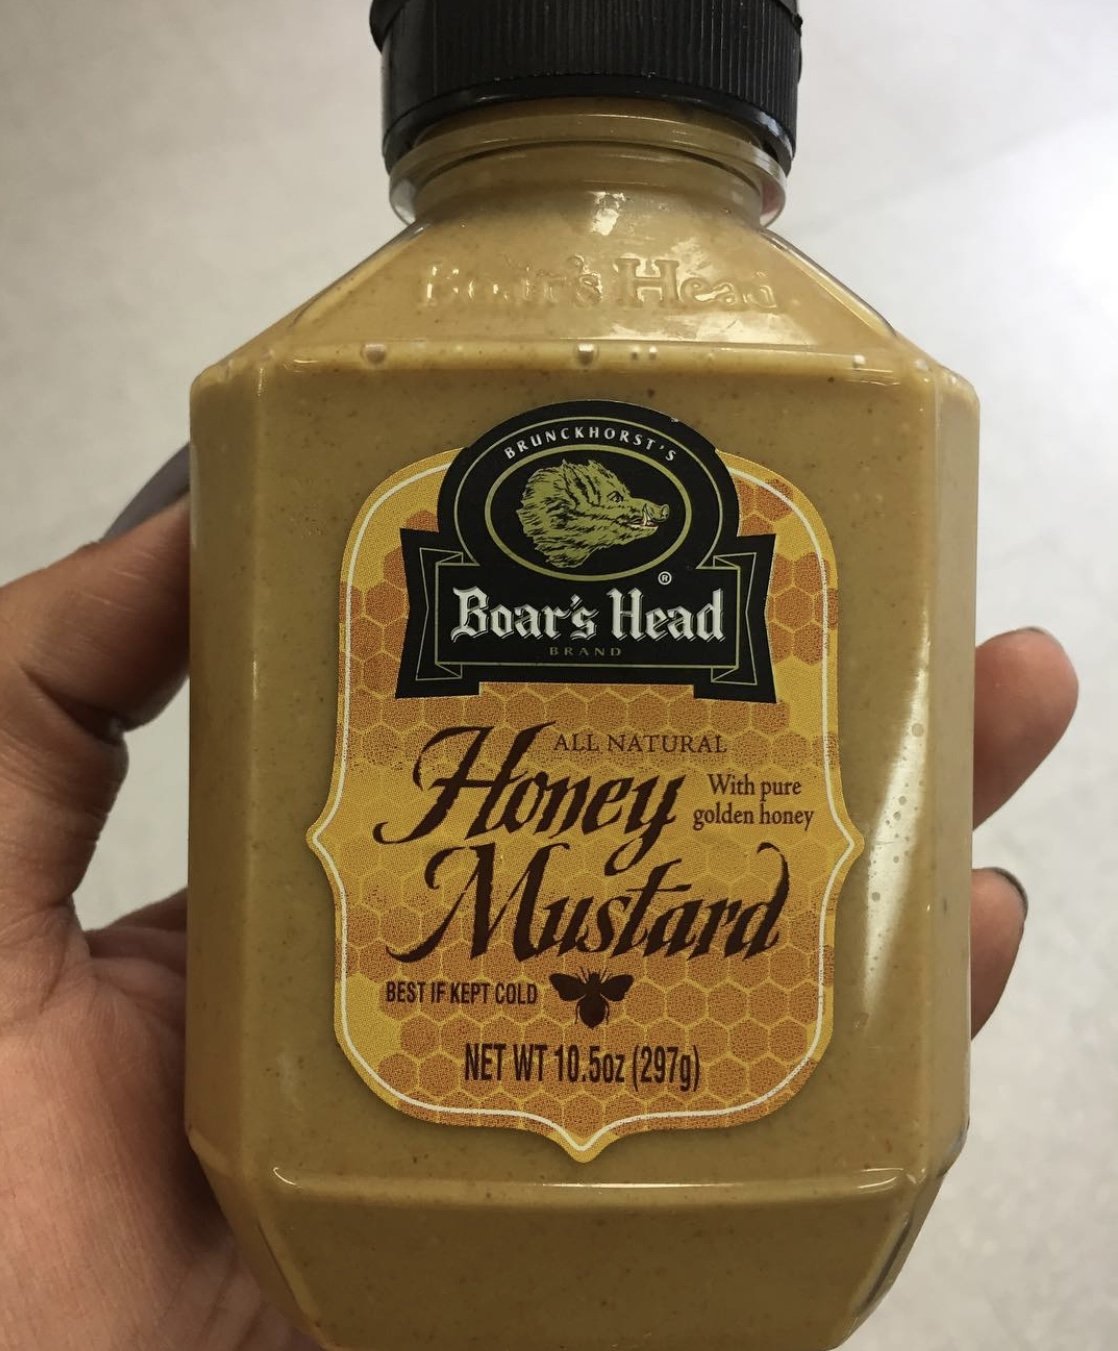 Boar's Head
BRUNCKHORST'S
Boar's Head®
BRAND
ALL NATURAL
Honey
With pure
golden honey
Mustard
BEST IF KEPT COLD
NET WT 10.5oz (297g)